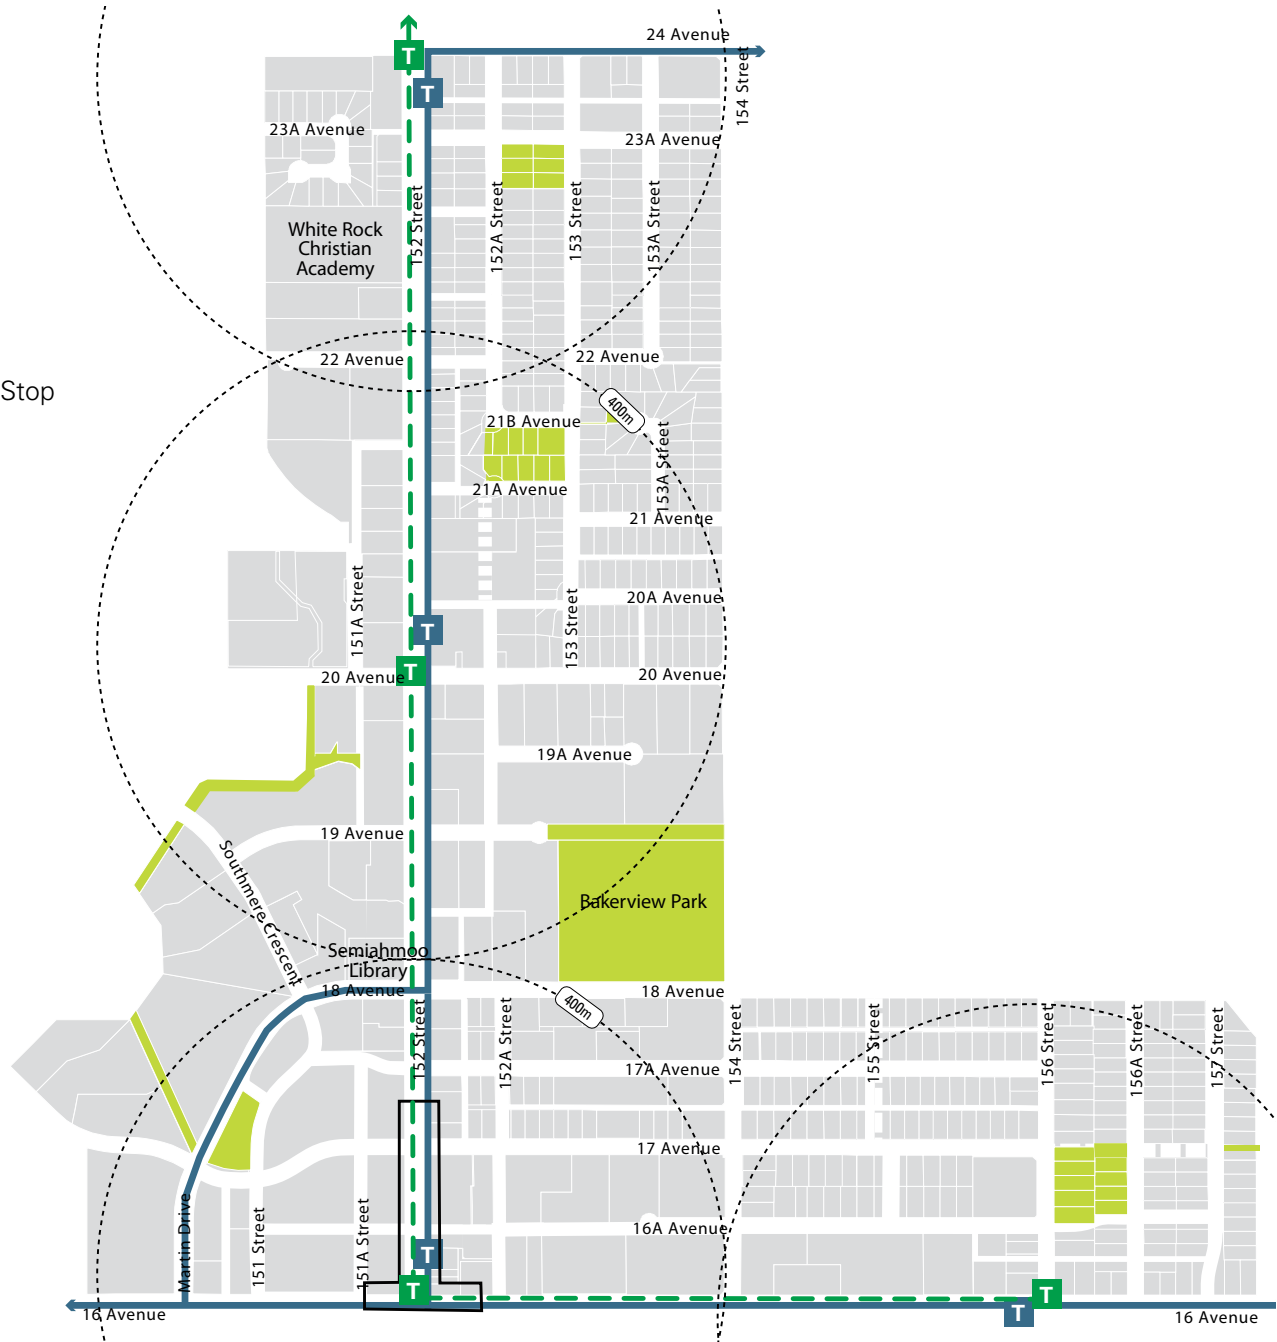 24 Avenue
T
T
154 Street
23A Avenue
23A Avenue
152 Street
152A Street
153 Street
153A Street
White Rock
Christian
Academy
22 Avenue
22 Avenue
Stop
400m
21B Avenue
153A Street
21A Avenue
21 Avenue
151A Street
20A Avenue
153 Street
T
T
20 Avenue
20 Avenue
19A Avenue
19 Avenue
Southmere Crescent
Bakerview Park
Semiahmoo
Library
18 Avenue
18 Avenue
400m
152 Street
152A Street
154 Street
155 Street
156 Street
156A Street
157 Street
17A Avenue
17 Avenue
Martin Drive
151 Street
151A Street
16A Avenue
T
T
T
T
16 Avenue
16 Avenue